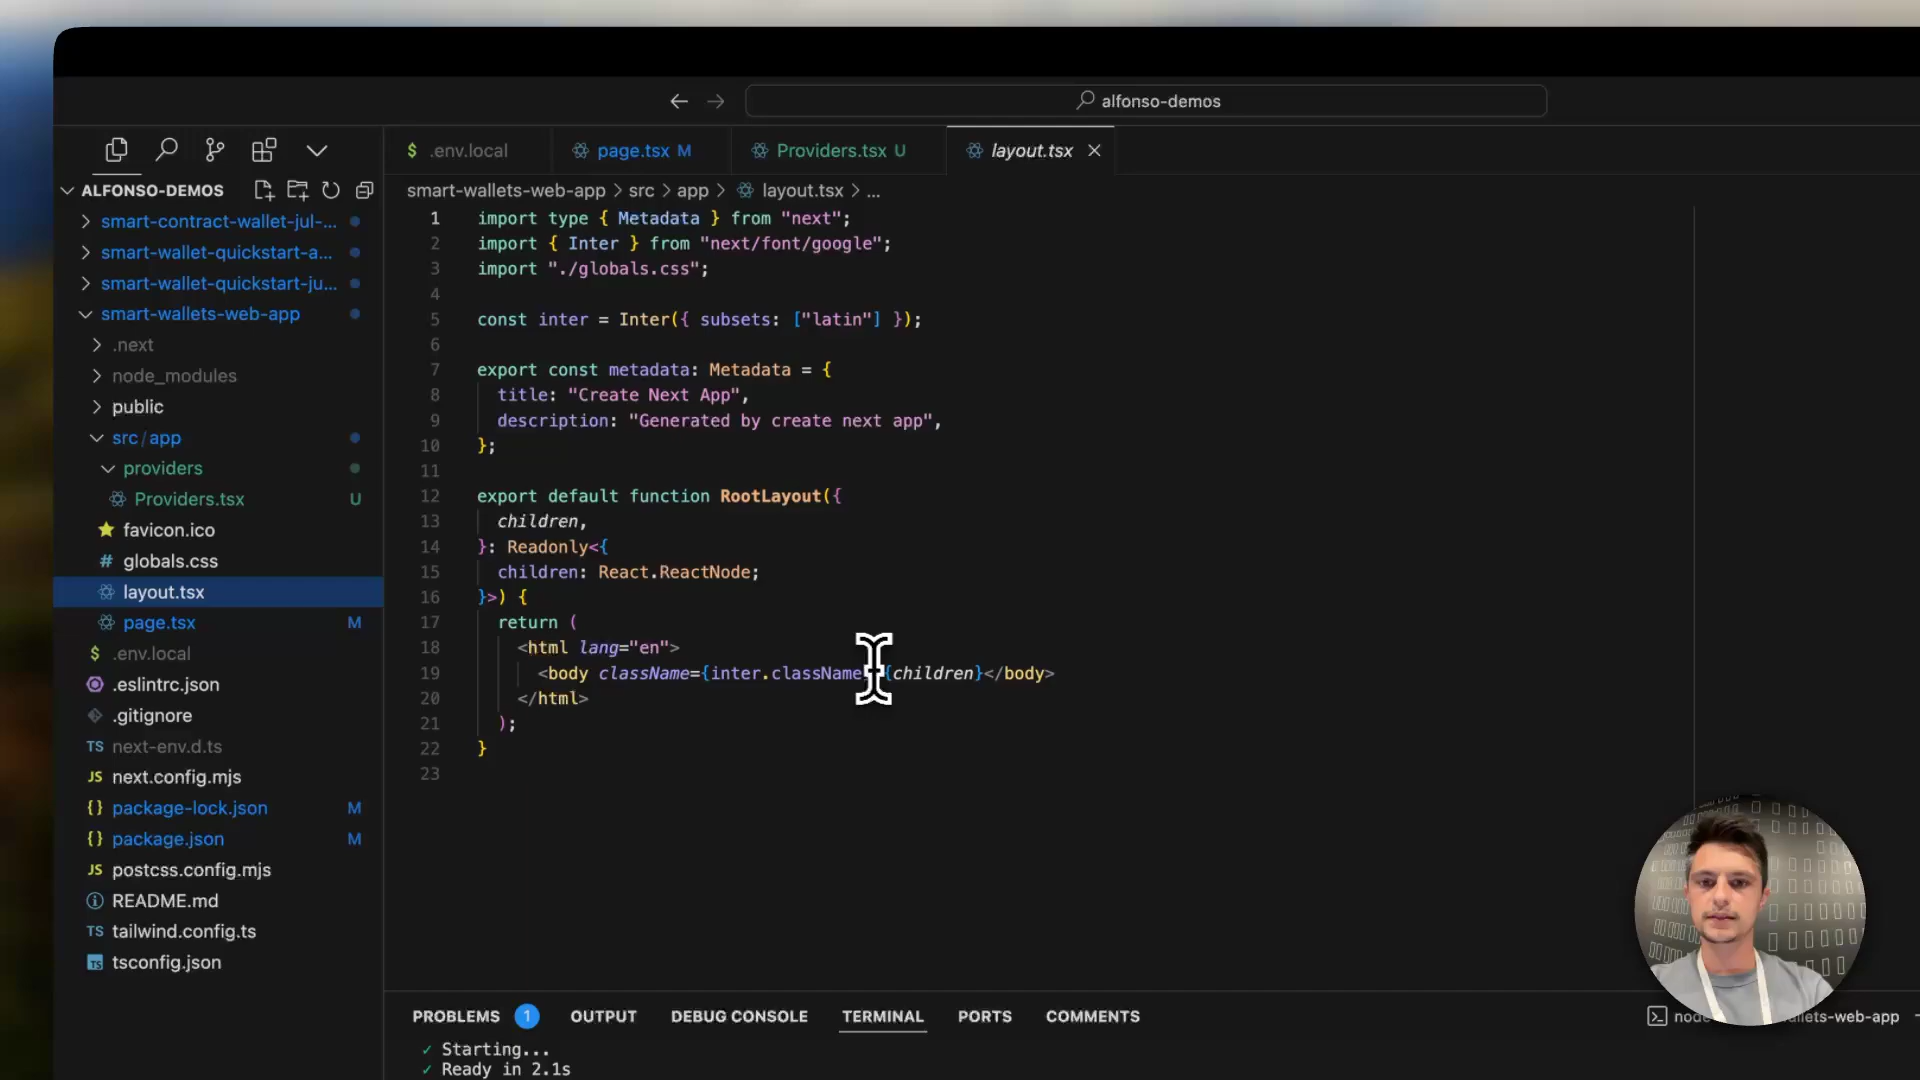 alfonso-demos
$ .env.local
page.tsx M
Providers.tsx U
layout.tsx
ALFONSO-DEMOS
smart-wallets-web-app > src > app > layout.tsx > ...
smart-contract-wallet-jul-...
smart-wallet-quickstart-a...
smart-wallet-quickstart-ju...
smart-wallets-web-app
.next
node_modules
public
src/app
providers
Providers.tsx U
favicon.ico
# globals.css
layout.tsx
page.tsx M
$ .env.local
.eslintrc.json
.gitignore
TS next-env.d.ts
JS next.config.mjs
{} package-lock.json M
{} package.json M
JS postcss.config.mjs
README.md
TS tailwind.config.ts
TS tsconfig.json
1 import type { Metadata } from "next";
2 import { Inter } from "next/font/google";
3 import "./globals.css";
4
5 const inter = Inter({ subsets: ["latin"] });
6
7 export const metadata: Metadata = {
8 title: "Create Next App",
9 description: "Generated by create next app",
10 };
11
12 export default function RootLayout({
13 children,
14 }: Readonly<{
15 children: React.ReactNode;
16 }>) {
17 return (
18 <html lang="en">
19 <body className={inter.className {children}</body>
20 </html>
21 );
22 }
23
PROBLEMS 1 OUTPUT DEBUG CONSOLE TERMINAL PORTS COMMENTS
✓ Starting...
✓ Ready in 2.1s